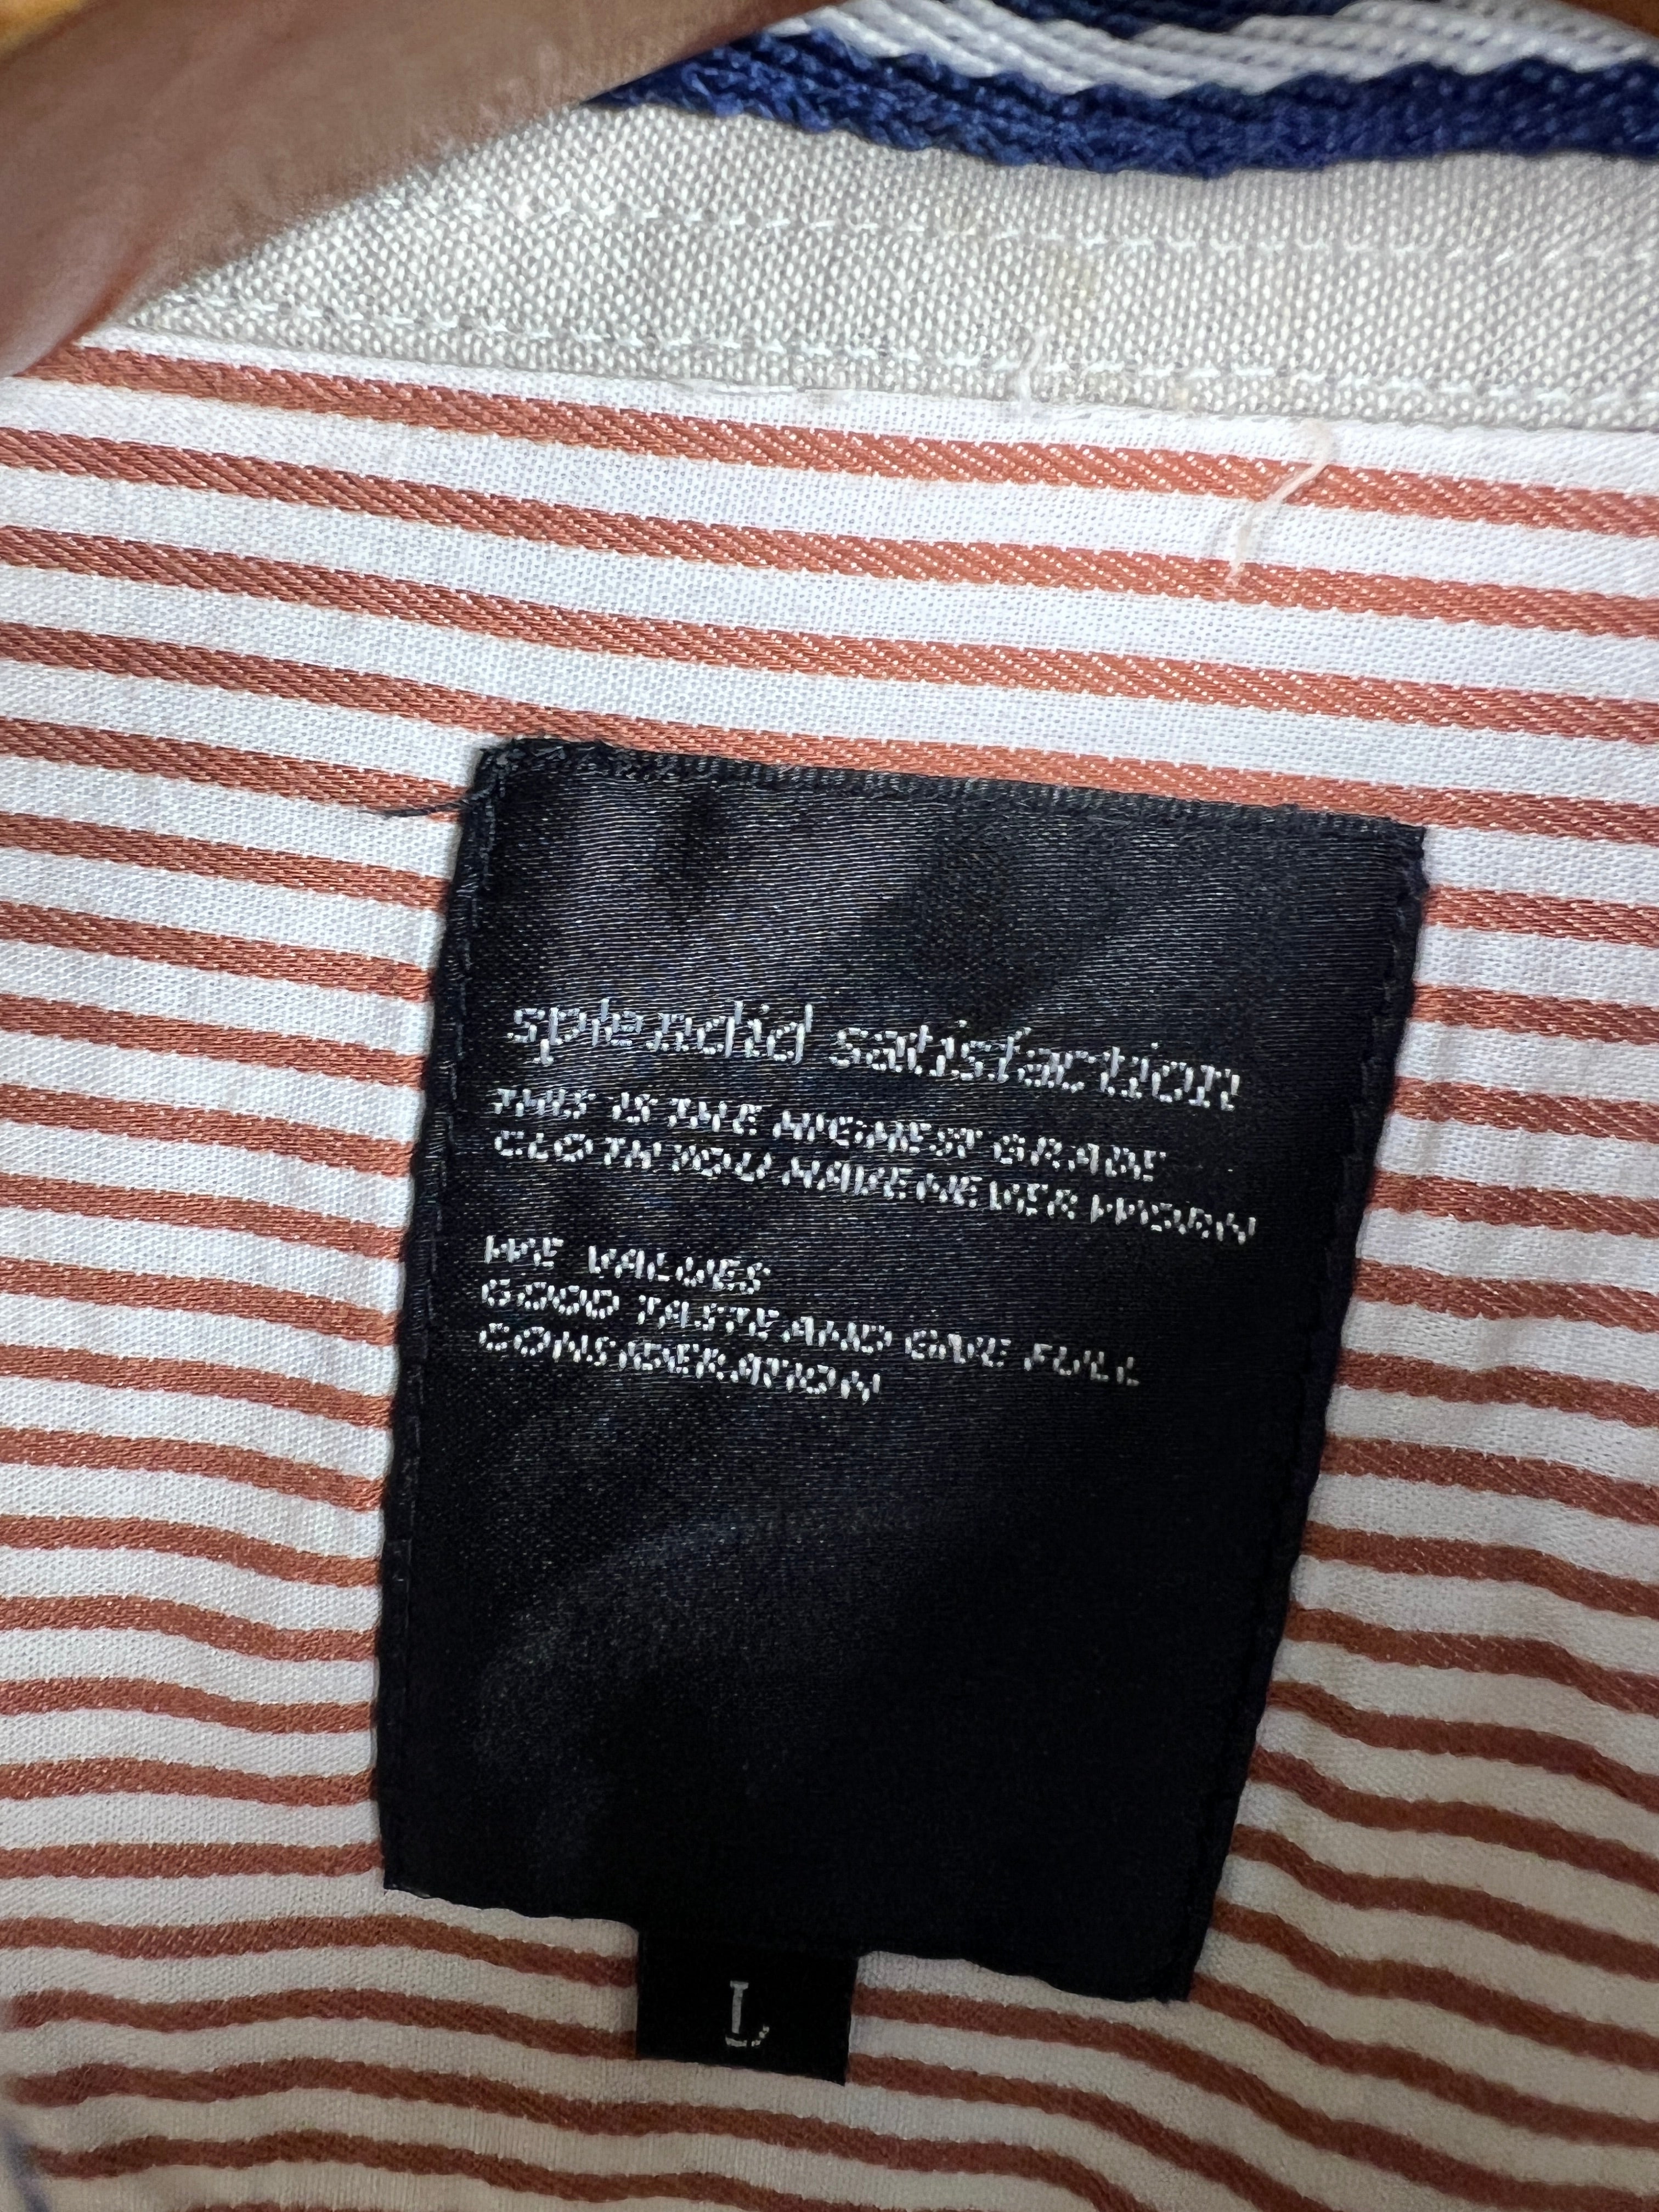 splendid satisfaction
THIS IS THE HIGHEST GRADE
CLOTH YOU HAVE NEVER WORN
WE VALUES
GOOD TASTE AND GIVE FULL
CONSIDERATION
L